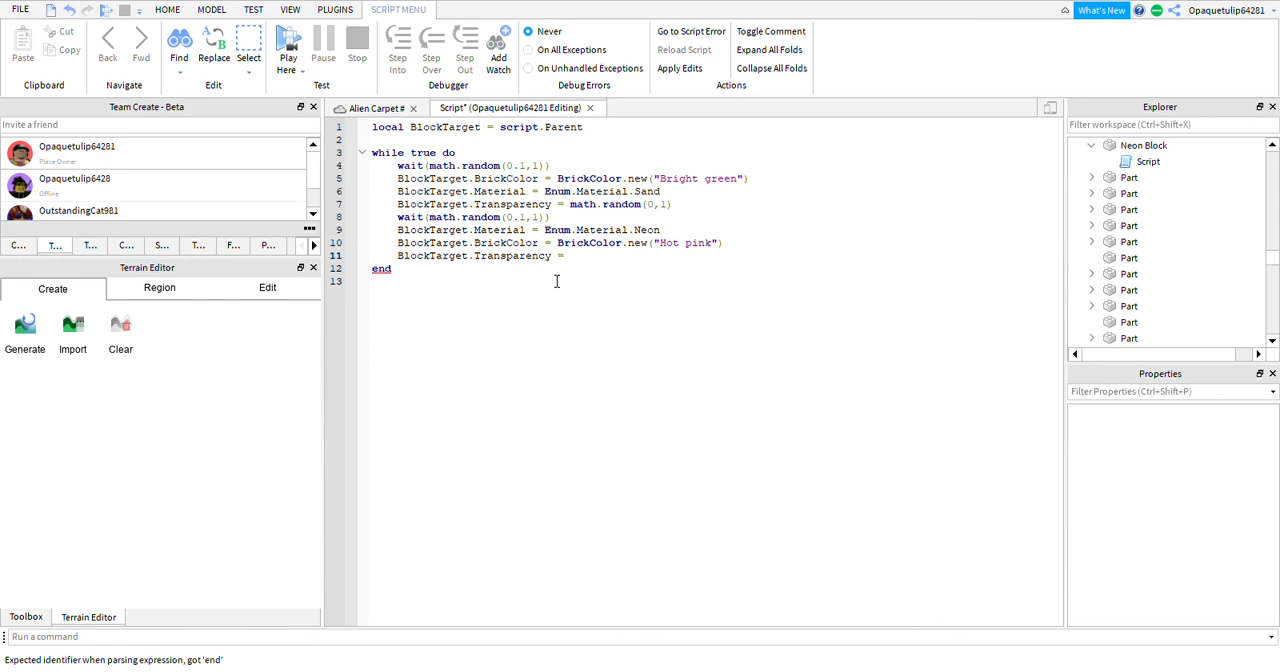 FILE HOME MODEL TEST VIEW PLUGINS SCRIPT MENU What's New Opaquetulip64281
Paste Cut Copy Back Fwd Find Replace Select Play Here Pause Stop Step Into Step Over Step Out Add Watch
Never
On All Exceptions
On Unhandled Exceptions
Go to Script Error
Reload Script
Apply Edits
Toggle Comment
Expand All Folds
Collapse All Folds
Clipboard Navigate Edit Test Debugger Debug Errors Actions
Team Create - Beta
Invite a friend
Opaquetulip64281
Place Owner
Opaquetulip6428
Offline
OutstandingCat981
C... T... T... C... S... T... F... P...
Terrain Editor
Create Region Edit
Generate Import Clear
Toolbox Terrain Editor
Alien Carpet # Script* (Opaquetulip64281 Editing)
1 local BlockTarget = script.Parent
2
3 while true do
4 wait(math.random(0.1,1))
5 BlockTarget.BrickColor = BrickColor.new("Bright green")
6 BlockTarget.Material = Enum.Material.Sand
7 BlockTarget.Transparency = math.random(0,1)
8 wait(math.random(0.1,1))
9 BlockTarget.Material = Enum.Material.Neon
10 BlockTarget.BrickColor = BrickColor.new("Hot pink")
11 BlockTarget.Transparency =
12 end
13
Explorer
Filter workspace (Ctrl+Shift+X)
Neon Block
Script
Part
Part
Part
Part
Part
Part
Part
Part
Part
Part
Part
Properties
Filter Properties (Ctrl+Shift+P)
Run a command
Expected identifier when parsing expression, got 'end'